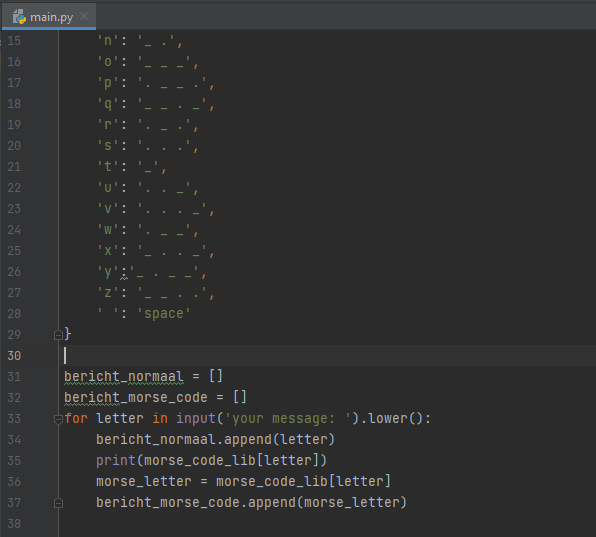 main.py
15 'n': '_ .',
16 'o': '_ _ _',
17 'p': '. _ _ .',
18 'q': '_ _ . _',
19 'r': '. _ .',
20 's': '. . .',
21 't': '_',
22 'u': '. . _',
23 'v': '. . . _',
24 'w': '. _ _',
25 'x': '_ . . _',
26 'y':'_ . _ _',
27 'z': '_ _ . .',
28 ' ': 'space'
29 }
30
31 bericht_normaal = []
32 bericht_morse_code = []
33 for letter in input('your message: ').lower():
34 bericht_normaal.append(letter)
35 print(morse_code_lib[letter])
36 morse_letter = morse_code_lib[letter]
37 bericht_morse_code.append(morse_letter)
38